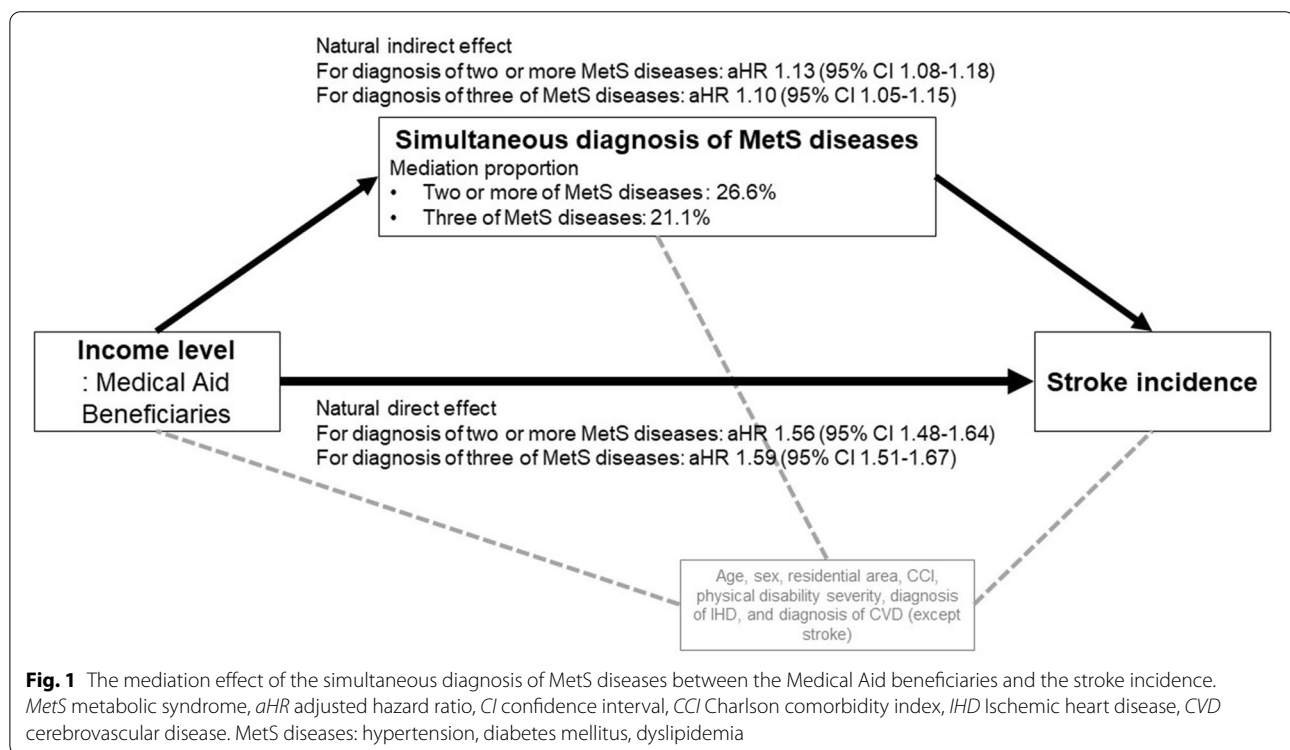 Natural indirect effect
For diagnosis of two or more MetS diseases: aHR 1.13 (95% CI 1.08-1.18)
For diagnosis of three of MetS diseases: aHR 1.10 (95% CI 1.05-1.15)
Simultaneous diagnosis of MetS diseases
Mediation proportion
• Two or more of MetS diseases: 26.6%
• Three of MetS diseases: 21.1%
Income level
: Medical Aid
Beneficiaries
Stroke incidence
Natural direct effect
For diagnosis of two or more MetS diseases: aHR 1.56 (95% CI 1.48-1.64)
For diagnosis of three of MetS diseases: aHR 1.59 (95% CI 1.51-1.67)
Age, sex, residential area, CCI,
physical disability severity, diagnosis
of IHD, and diagnosis of CVD (except
stroke)
Fig. 1 The mediation effect of the simultaneous diagnosis of MetS diseases between the Medical Aid beneficiaries and the stroke incidence.
MetS metabolic syndrome, aHR adjusted hazard ratio, CI confidence interval, CCI Charlson comorbidity index, IHD Ischemic heart disease, CVD
cerebrovascular disease. MetS diseases: hypertension, diabetes mellitus, dyslipidemia